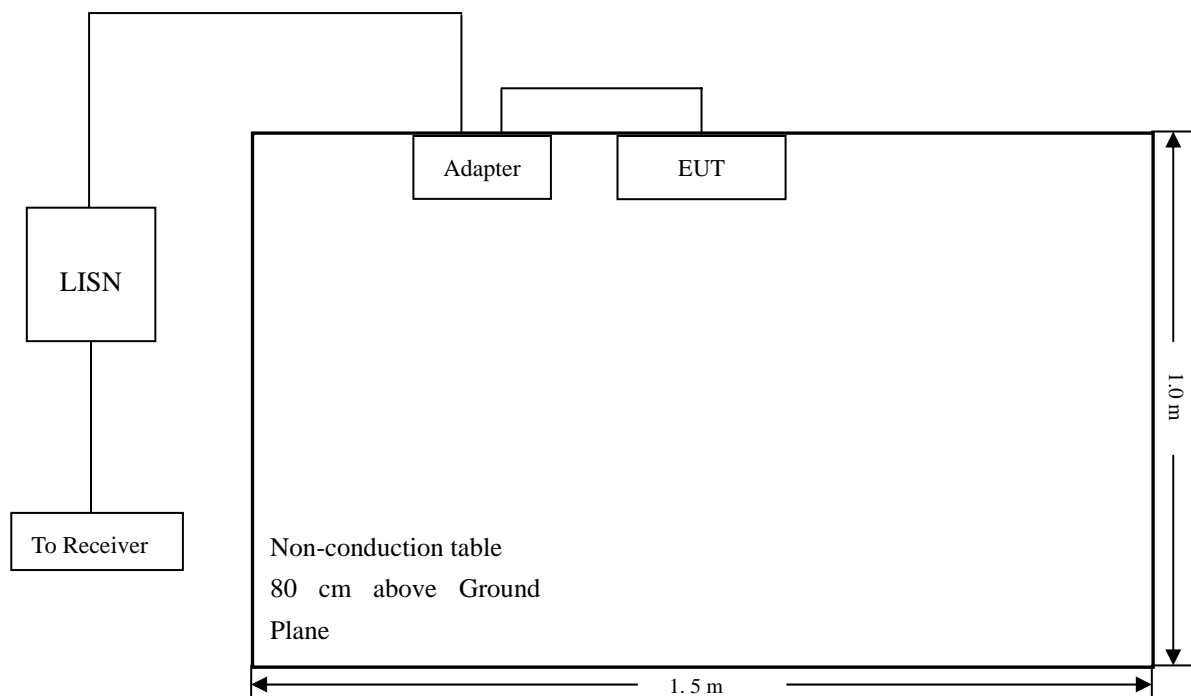 Adapter
EUT
LISN
1.0 m
To Receiver
Non-conduction table
80 cm above Ground
Plane
1. 5 m